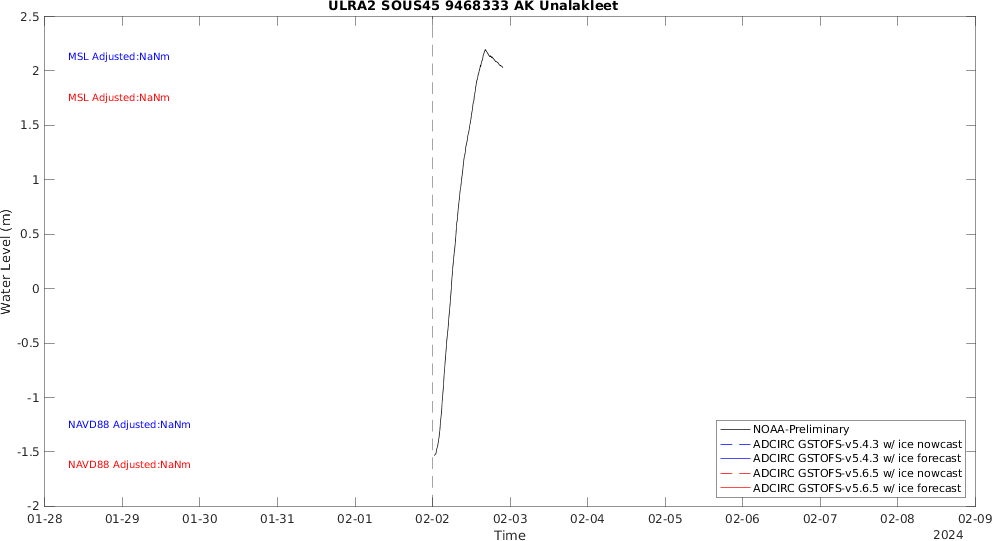 ULRA2 SOUS45 9468333 AK Unalakleet
2.5
2
1.5
1
0.5
0
-0.5
-1
-1.5
-2
Water Level (m)
MSL Adjusted:NaNm
MSL Adjusted:NaNm
NAVD88 Adjusted:NaNm
NAVD88 Adjusted:NaNm
NOAA-Preliminary
ADCIRC GSTOFS-v5.4.3 w/ ice nowcast
ADCIRC GSTOFS-v5.4.3 w/ ice forecast
ADCIRC GSTOFS-v5.6.5 w/ ice nowcast
ADCIRC GSTOFS-v5.6.5 w/ ice forecast
01-28 01-29 01-30 01-31 02-01 02-02 02-03 02-04 02-05 02-06 02-07 02-08 02-09
Time
2024